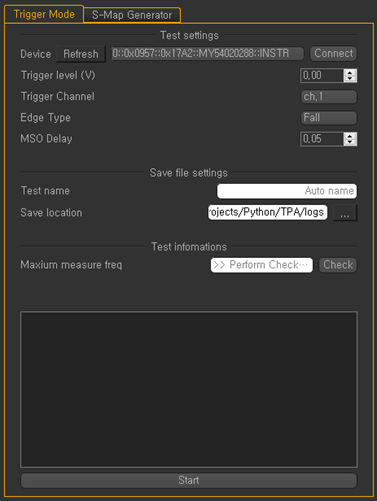 Trigger Mode S-Map Generator
Test settings
Device Refresh 0::0x0957::0x17A2::MY54020288::INSTR Connect
Trigger level (V) 0,00
Trigger Channel ch,1
Edge Type Fall
MSO Delay 0,05
Save file settings
Test name Auto name
Save location rojects/Python/TPA/logs ...
Test infomations
Maxium measure freq >> Perform Check… Check
Start